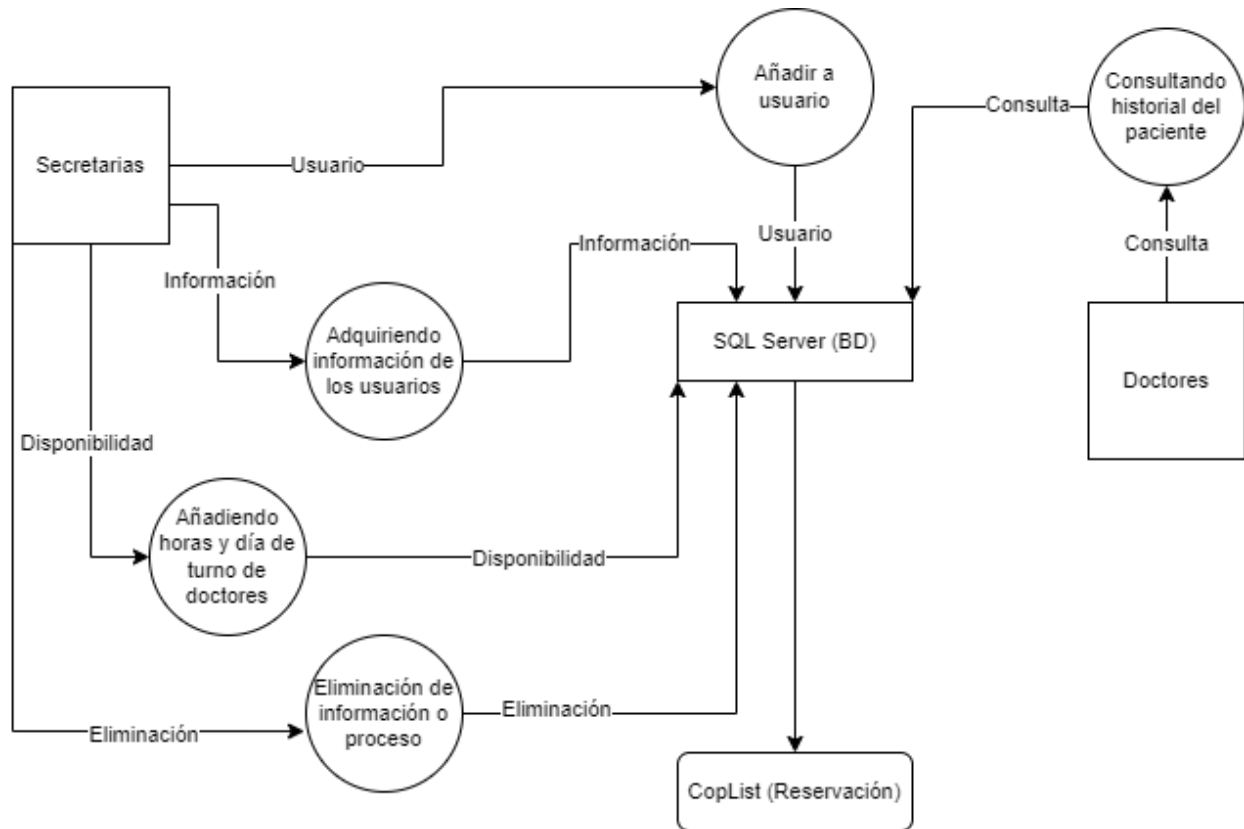 Añadir a
usuario
Consultando
historial del
paciente
Consulta
Secretarias
Usuario
Usuario
Consulta
Información
Información
Adquiriendo
información de
los usuarios
SQL Server (BD)
Doctores
Disponibilidad
Añadiendo
horas y día de
turno de
doctores
Disponibilidad
Eliminación de
información o
proceso
Eliminación
Eliminación
CopList (Reservación)